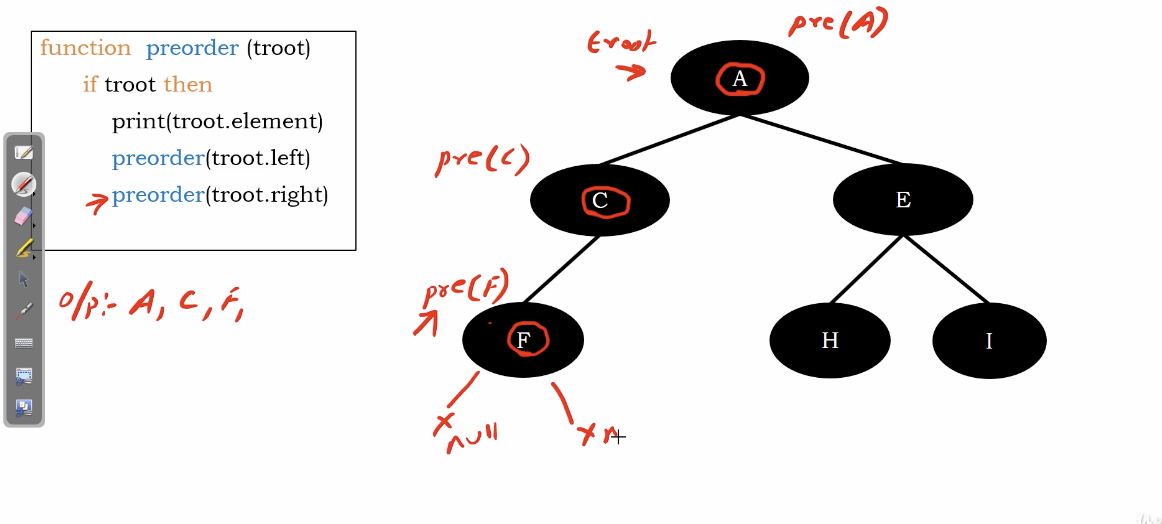 function preorder (troot)
if troot then
print(troot.element)
preorder(troot.left)
preorder(troot.right)
o/p:- A, C, F,
troot
pre(A)
A
pre(C)
C
E
pre(F)
F
H
I
x
null
x n